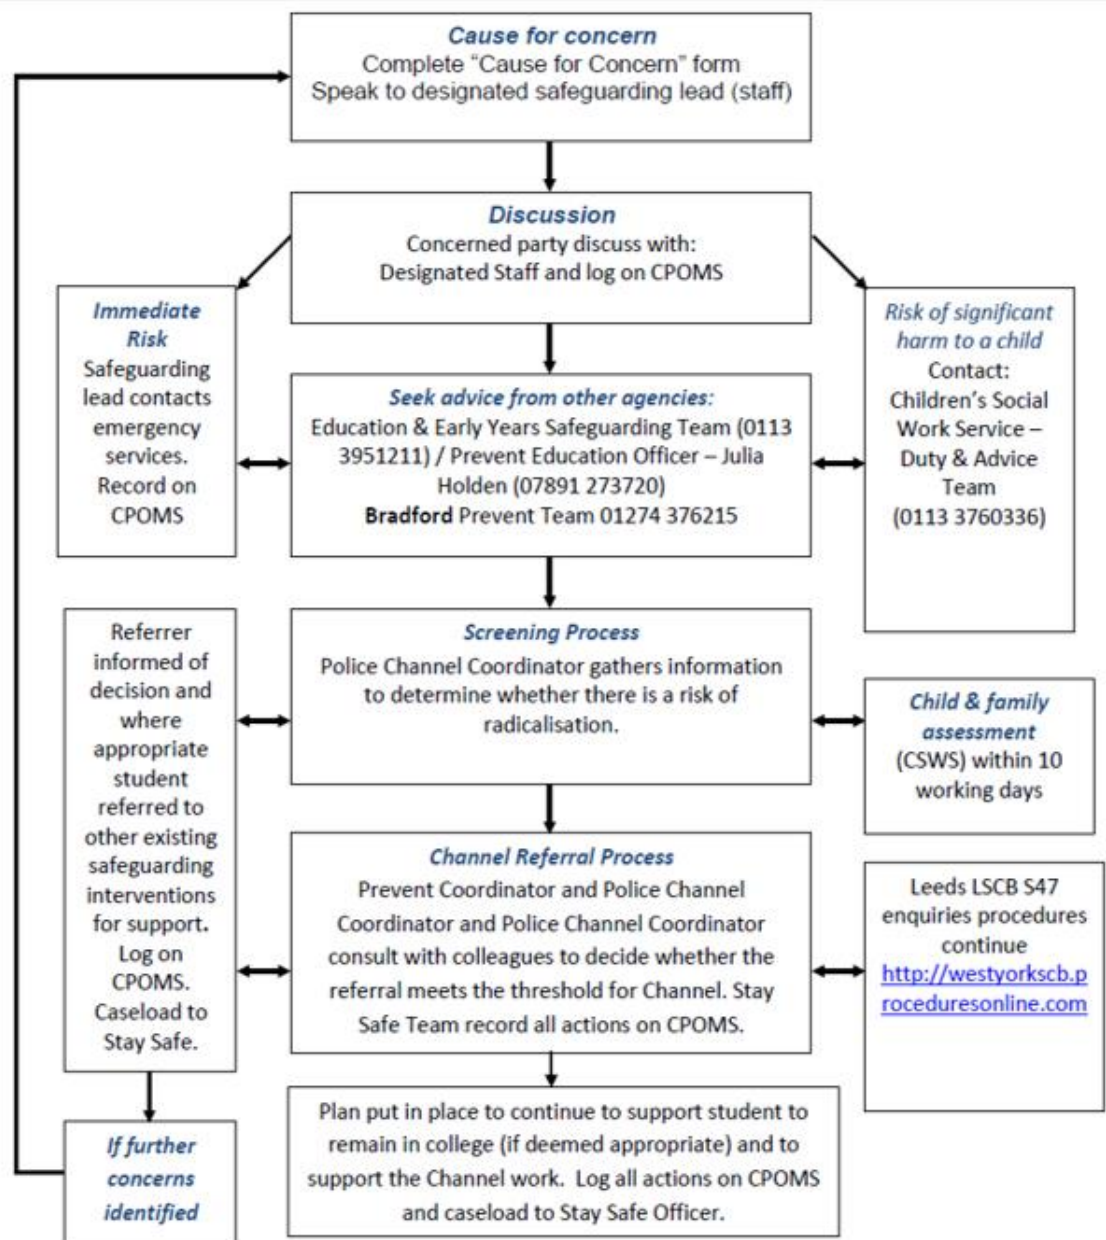 Cause for concern
Complete “Cause for Concern” form
Speak to designated safeguarding lead (staff)
Discussion
Concerned party discuss with:
Designated Staff and log on CPOMS
Immediate
Risk
Safeguarding
lead contacts
emergency
services.
Record on
CPOMS
Seek advice from other agencies:
Education & Early Years Safeguarding Team (0113
3951211) / Prevent Education Officer – Julia
Holden (07891 273720)
Bradford Prevent Team 01274 376215
Risk of significant
harm to a child
Contact:
Children’s Social
Work Service –
Duty & Advice
Team
(0113 3760336)
Referrer
informed of
decision and
where
appropriate
student
referred to
other existing
safeguarding
interventions
for support.
Log on
CPOMS.
Caseload to
Stay Safe.
Screening Process
Police Channel Coordinator gathers information
to determine whether there is a risk of
radicalisation.
Child & family
assessment
(CSWS) within 10
working days
Channel Referral Process
Prevent Coordinator and Police Channel
Coordinator and Police Channel Coordinator
consult with colleagues to decide whether the
referral meets the threshold for Channel. Stay
Safe Team record all actions on CPOMS.
Leeds LSCB S47
enquiries procedures
continue
http://westyorkscb.p
roceduresonline.com
If further
concerns
identified
Plan put in place to continue to support student to
remain in college (if deemed appropriate) and to
support the Channel work. Log all actions on CPOMS
and caseload to Stay Safe Officer.